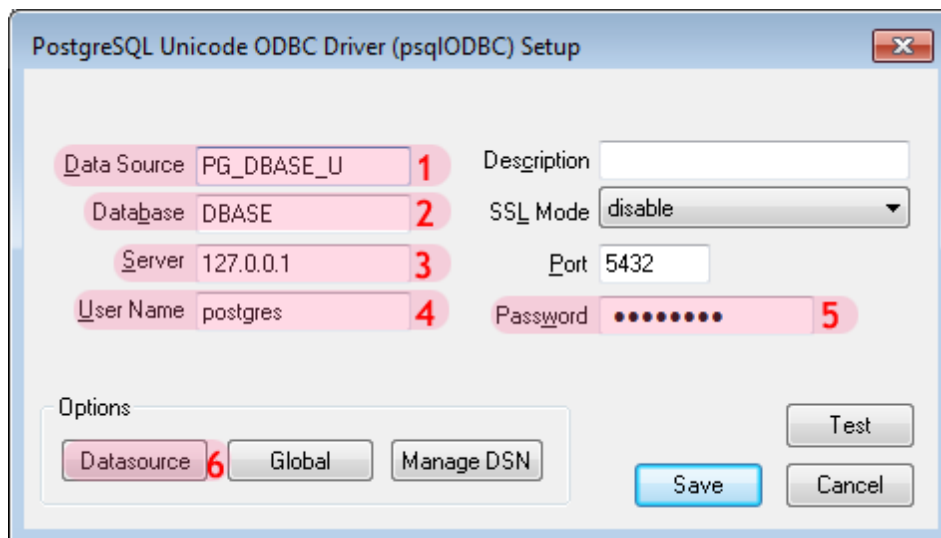 PostgreSQL Unicode ODBC Driver (psqlODBC) Setup
Data Source PG_DBASE_U 1 Description
Database DBASE 2 SSL Mode disable
Server 127.0.0.1 3 Port 5432
User Name postgres 4 Password ●●●●●●●● 5
Options
Test
Datasource 6 Global Manage DSN
Save Cancel